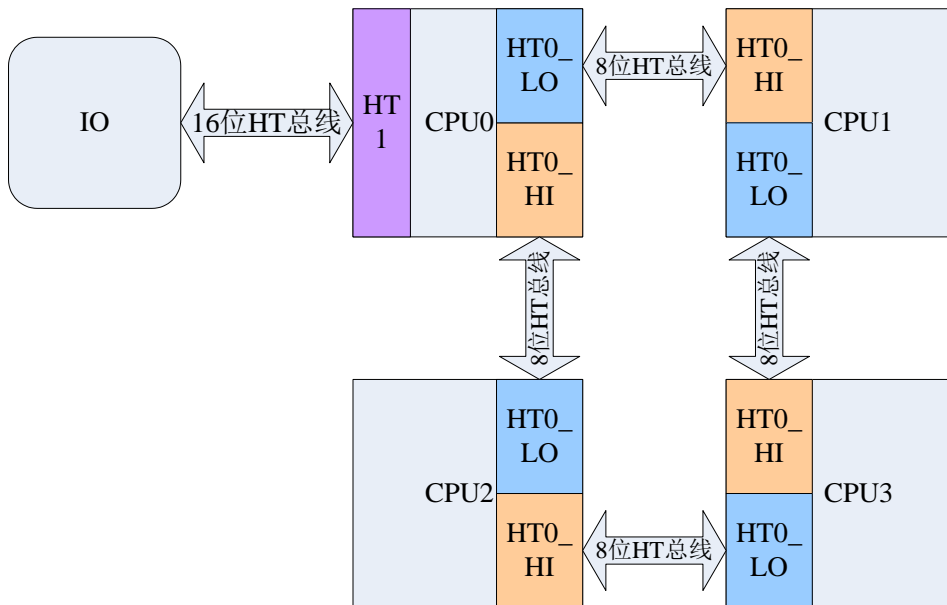 HT0_
LO
8位HT总线
HT0_
HI
IO
16位HT总线
HT
1
CPU0
CPU1
HT0_
HI
HT0_
LO
8位HT总线
8位HT总线
HT0_
LO
HT0_
HI
CPU2
CPU3
HT0_
HI
8位HT总线
HT0_
LO